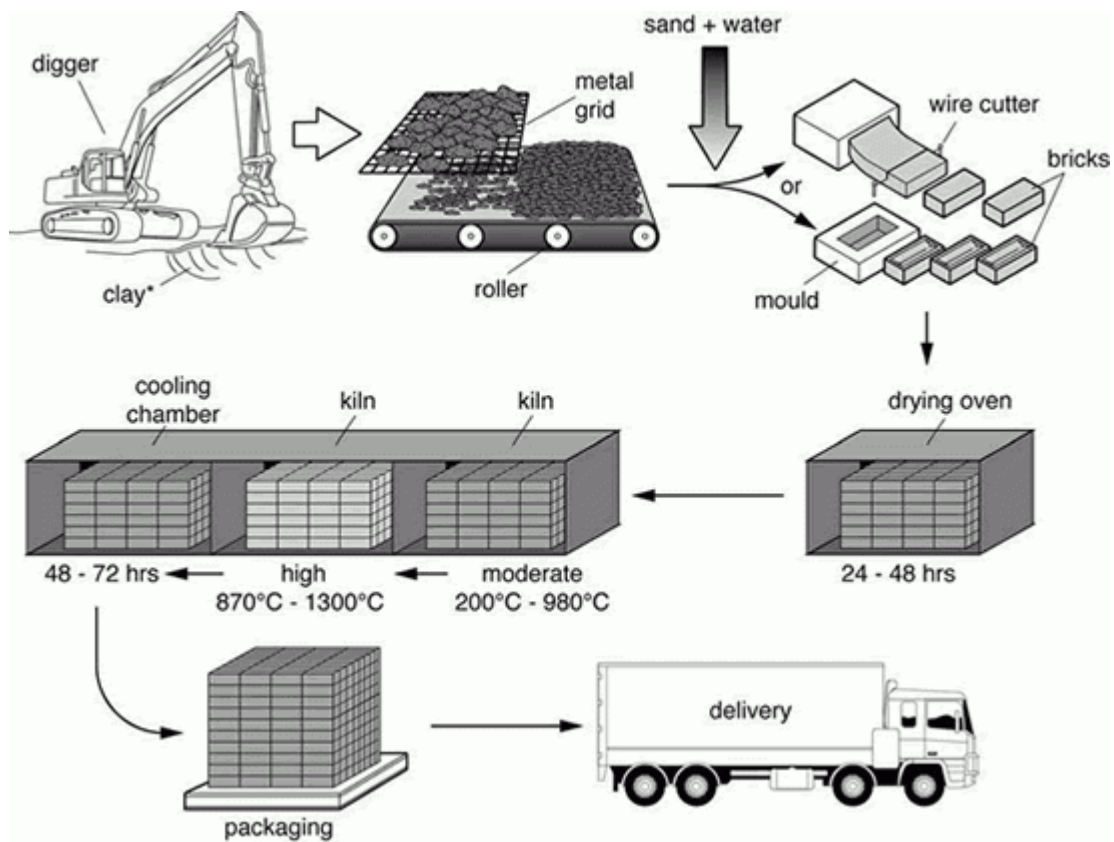 digger
clay*
metal
grid
roller
sand + water
wire cutter
bricks
or
mould
drying oven
24 - 48 hrs
cooling
chamber
kiln
kiln
48 - 72 hrs
high
870°C - 1300°C
moderate
200°C - 980°C
packaging
delivery